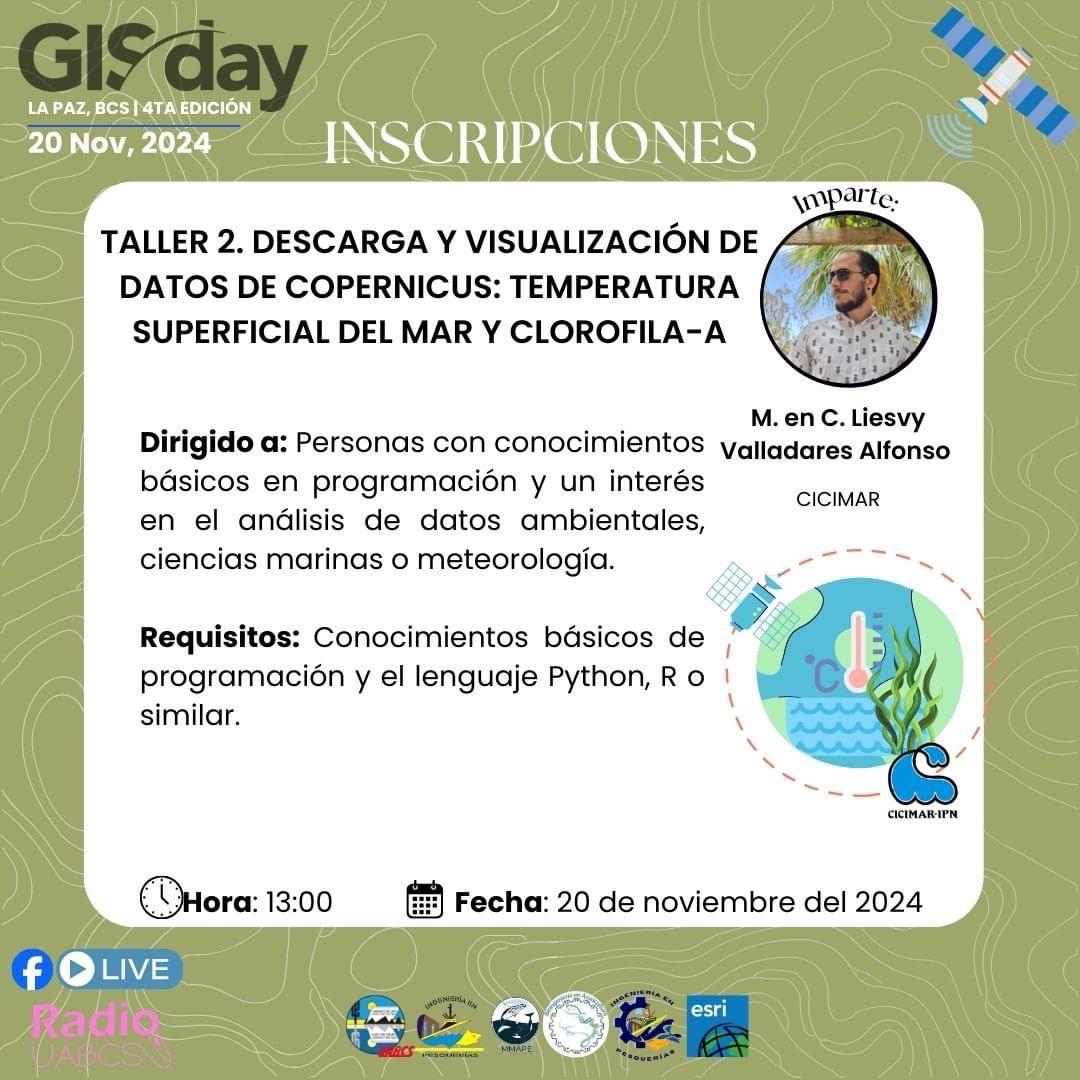 GISday
LA PAZ, BCS | 4TA EDICIÓN
20 Nov, 2024
INSCRIPCIONES
Imparte:
TALLER 2. DESCARGA Y VISUALIZACIÓN DE
DATOS DE COPERNICUS: TEMPERATURA
SUPERFICIAL DEL MAR Y CLOROFILA-A
M. en C. Liesvy
Valladares Alfonso
CICIMAR
Dirigido a: Personas con conocimientos
básicos en programación y un interés
en el análisis de datos ambientales,
ciencias marinas o meteorología.
Requisitos: Conocimientos básicos de
programación y el lenguaje Python, R o
similar.
°C
CICIMAR-IPN
Hora: 13:00
Fecha: 20 de noviembre del 2024
LIVE
Radio
UABCS
UABCS
INGENIERÍA EN
PESQUERÍAS
MMAPE
INGENIERÍA EN
PESQUERÍAS
esri